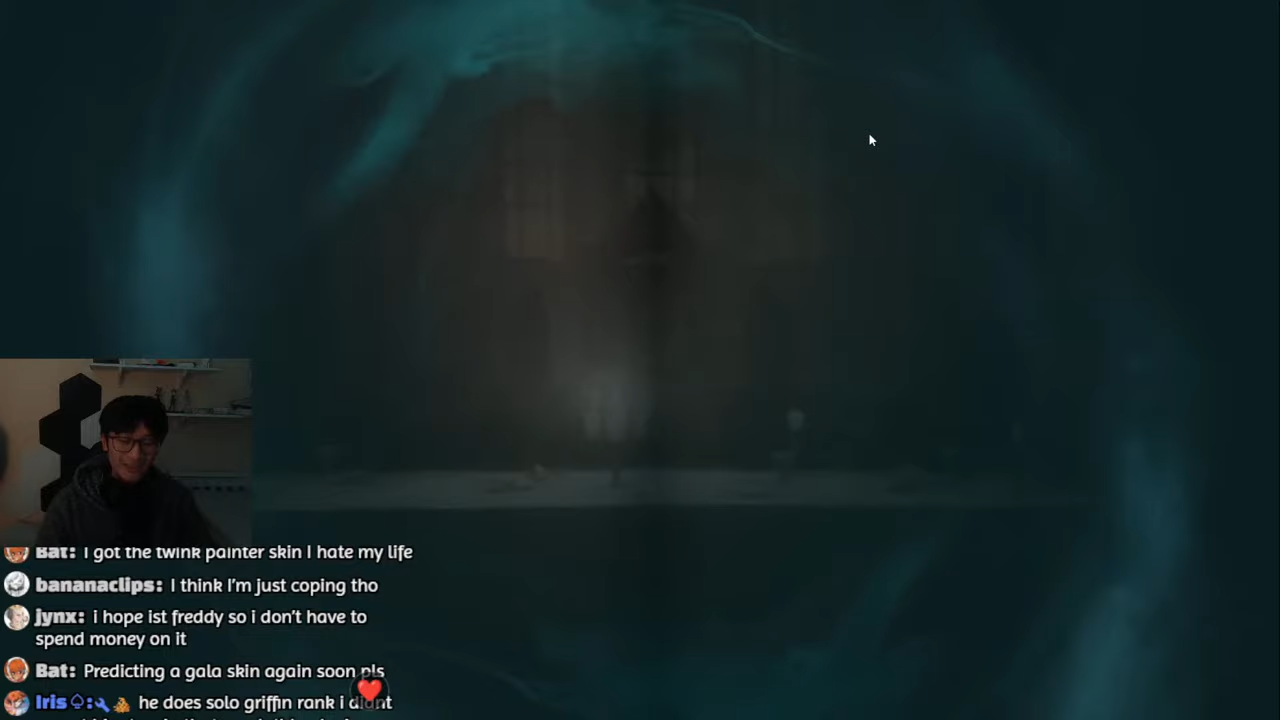 Bat: I got the twink painter skin I hate my life
bananaclips: I think I'm just coping tho
jynx: i hope ist freddy so i don't have to
spend money on it
Bat: Predicting a gala skin again soon pls
Iris♤:🔧 he does solo griffin rank i didnt